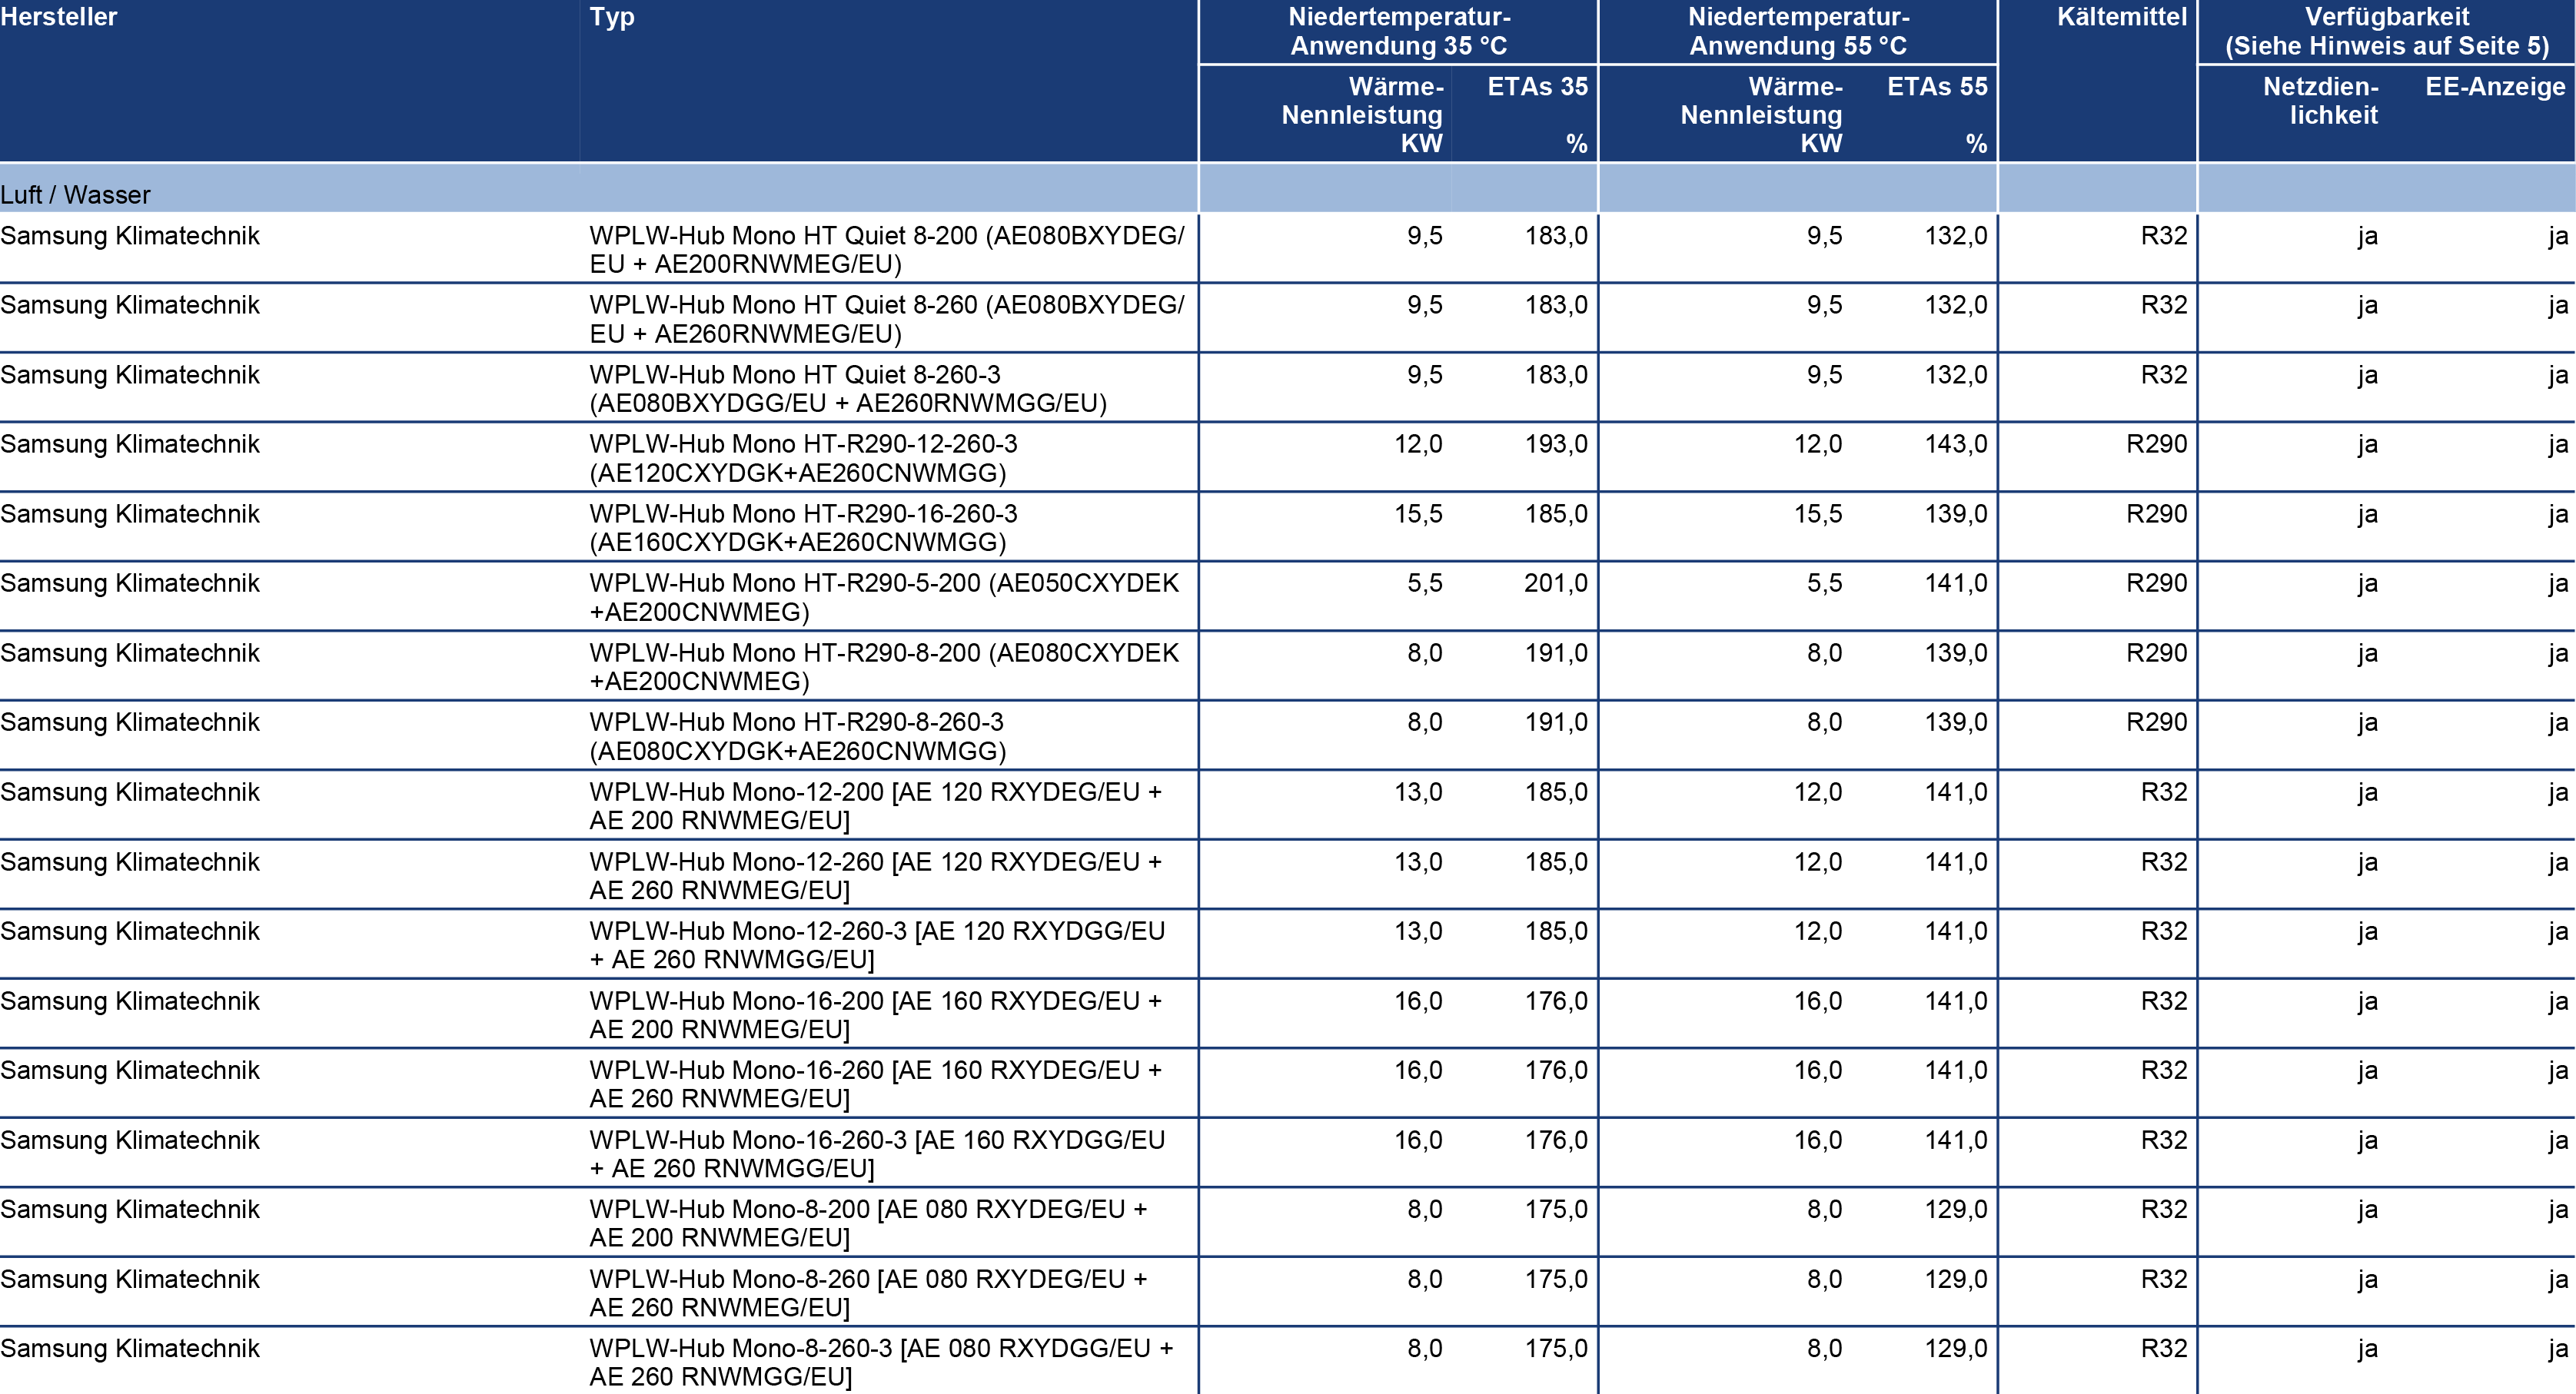 Hersteller Typ Niedertemperatur- Niedertemperatur- Kältemittel Verfügbarkeit
Anwendung 35 °C Anwendung 55 °C (Siehe Hinweis auf Seite 5)
Wärme- ETAs 35 Wärme- ETAs 55 Netzdien- EE-Anzeige
Nennleistung Nennleistung lichkeit
KW % KW %
Luft / Wasser
Samsung Klimatechnik WPLW-Hub Mono HT Quiet 8-200 (AE080BXYDEG/ 9,5 183,0 9,5 132,0 R32 ja ja
EU + AE200RNWMEG/EU)
Samsung Klimatechnik WPLW-Hub Mono HT Quiet 8-260 (AE080BXYDEG/ 9,5 183,0 9,5 132,0 R32 ja ja
EU + AE260RNWMEG/EU)
Samsung Klimatechnik WPLW-Hub Mono HT Quiet 8-260-3 9,5 183,0 9,5 132,0 R32 ja ja
(AE080BXYDGG/EU + AE260RNWMGG/EU)
Samsung Klimatechnik WPLW-Hub Mono HT-R290-12-260-3 12,0 193,0 12,0 143,0 R290 ja ja
(AE120CXYDGK+AE260CNWMGG)
Samsung Klimatechnik WPLW-Hub Mono HT-R290-16-260-3 15,5 185,0 15,5 139,0 R290 ja ja
(AE160CXYDGK+AE260CNWMGG)
Samsung Klimatechnik WPLW-Hub Mono HT-R290-5-200 (AE050CXYDEK 5,5 201,0 5,5 141,0 R290 ja ja
+AE200CNWMEG)
Samsung Klimatechnik WPLW-Hub Mono HT-R290-8-200 (AE080CXYDEK 8,0 191,0 8,0 139,0 R290 ja ja
+AE200CNWMEG)
Samsung Klimatechnik WPLW-Hub Mono HT-R290-8-260-3 8,0 191,0 8,0 139,0 R290 ja ja
(AE080CXYDGK+AE260CNWMGG)
Samsung Klimatechnik WPLW-Hub Mono-12-200 [AE 120 RXYDEG/EU + 13,0 185,0 12,0 141,0 R32 ja ja
AE 200 RNWMEG/EU]
Samsung Klimatechnik WPLW-Hub Mono-12-260 [AE 120 RXYDEG/EU + 13,0 185,0 12,0 141,0 R32 ja ja
AE 260 RNWMEG/EU]
Samsung Klimatechnik WPLW-Hub Mono-12-260-3 [AE 120 RXYDGG/EU 13,0 185,0 12,0 141,0 R32 ja ja
+ AE 260 RNWMGG/EU]
Samsung Klimatechnik WPLW-Hub Mono-16-200 [AE 160 RXYDEG/EU + 16,0 176,0 16,0 141,0 R32 ja ja
AE 200 RNWMEG/EU]
Samsung Klimatechnik WPLW-Hub Mono-16-260 [AE 160 RXYDEG/EU + 16,0 176,0 16,0 141,0 R32 ja ja
AE 260 RNWMEG/EU]
Samsung Klimatechnik WPLW-Hub Mono-16-260-3 [AE 160 RXYDGG/EU 16,0 176,0 16,0 141,0 R32 ja ja
+ AE 260 RNWMGG/EU]
Samsung Klimatechnik WPLW-Hub Mono-8-200 [AE 080 RXYDEG/EU + 8,0 175,0 8,0 129,0 R32 ja ja
AE 200 RNWMEG/EU]
Samsung Klimatechnik WPLW-Hub Mono-8-260 [AE 080 RXYDEG/EU + 8,0 175,0 8,0 129,0 R32 ja ja
AE 260 RNWMEG/EU]
Samsung Klimatechnik WPLW-Hub Mono-8-260-3 [AE 080 RXYDGG/EU + 8,0 175,0 8,0 129,0 R32 ja ja
AE 260 RNWMGG/EU]